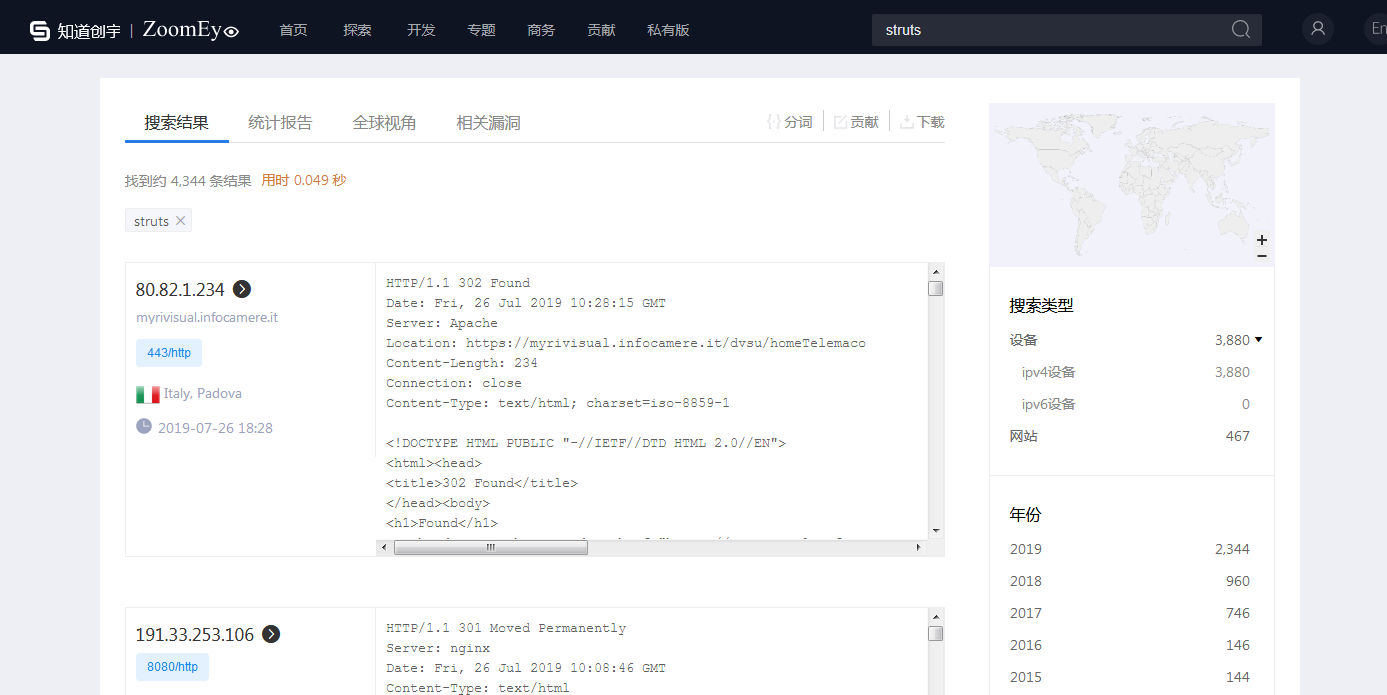 知道创宇 | ZoomEy 首页 探索 开发 专题 商务 贡献 私有版 struts En
搜索结果 统计报告 全球视角 相关漏洞 分词 贡献 下载
找到约 4,344 条结果 用时 0.049 秒
struts
80.82.1.234
myrivisual.infocamere.it
443/http
Italy, Padova
2019-07-26 18:28
HTTP/1.1 302 Found
Date: Fri, 26 Jul 2019 10:28:15 GMT
Server: Apache
Location: https://myrivisual.infocamere.it/dvsu/homeTelemaco
Content-Length: 234
Connection: close
Content-Type: text/html; charset=iso-8859-1
<!DOCTYPE HTML PUBLIC "-//IETF//DTD HTML 2.0//EN">
<html><head>
<title>302 Found</title>
</head><body>
<h1>Found</h1>
191.33.253.106
8080/http
HTTP/1.1 301 Moved Permanently
Server: nginx
Date: Fri, 26 Jul 2019 10:08:46 GMT
Content-Type: text/html
+
−
搜索类型
设备 3,880
ipv4设备 3,880
ipv6设备 0
网站 467
年份
2019 2,344
2018 960
2017 746
2016 146
2015 144